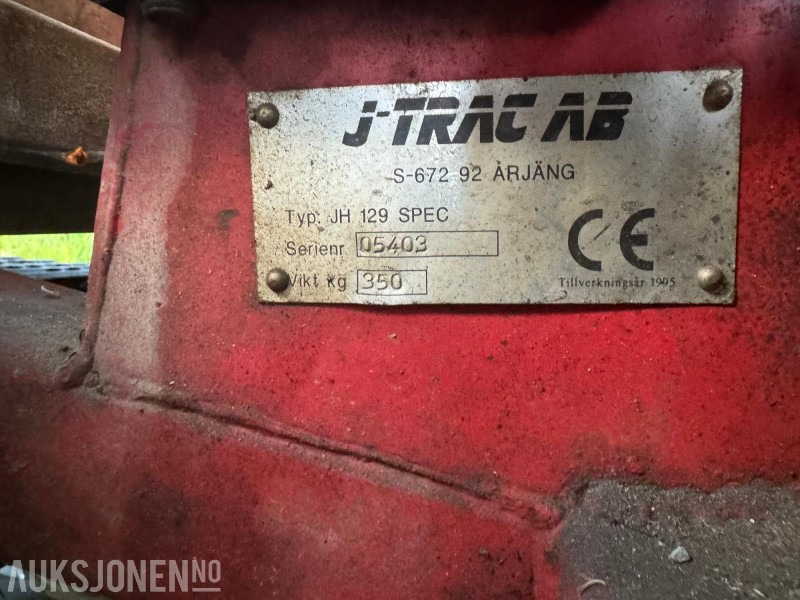 J-TRAC AB
S-672 92 ÅRJÄNG
Typ: JH 129 SPEC
Serienr 05403
Vikt kg 350
CE
Tillverkningsår 1995
AUKSJONEN.NO